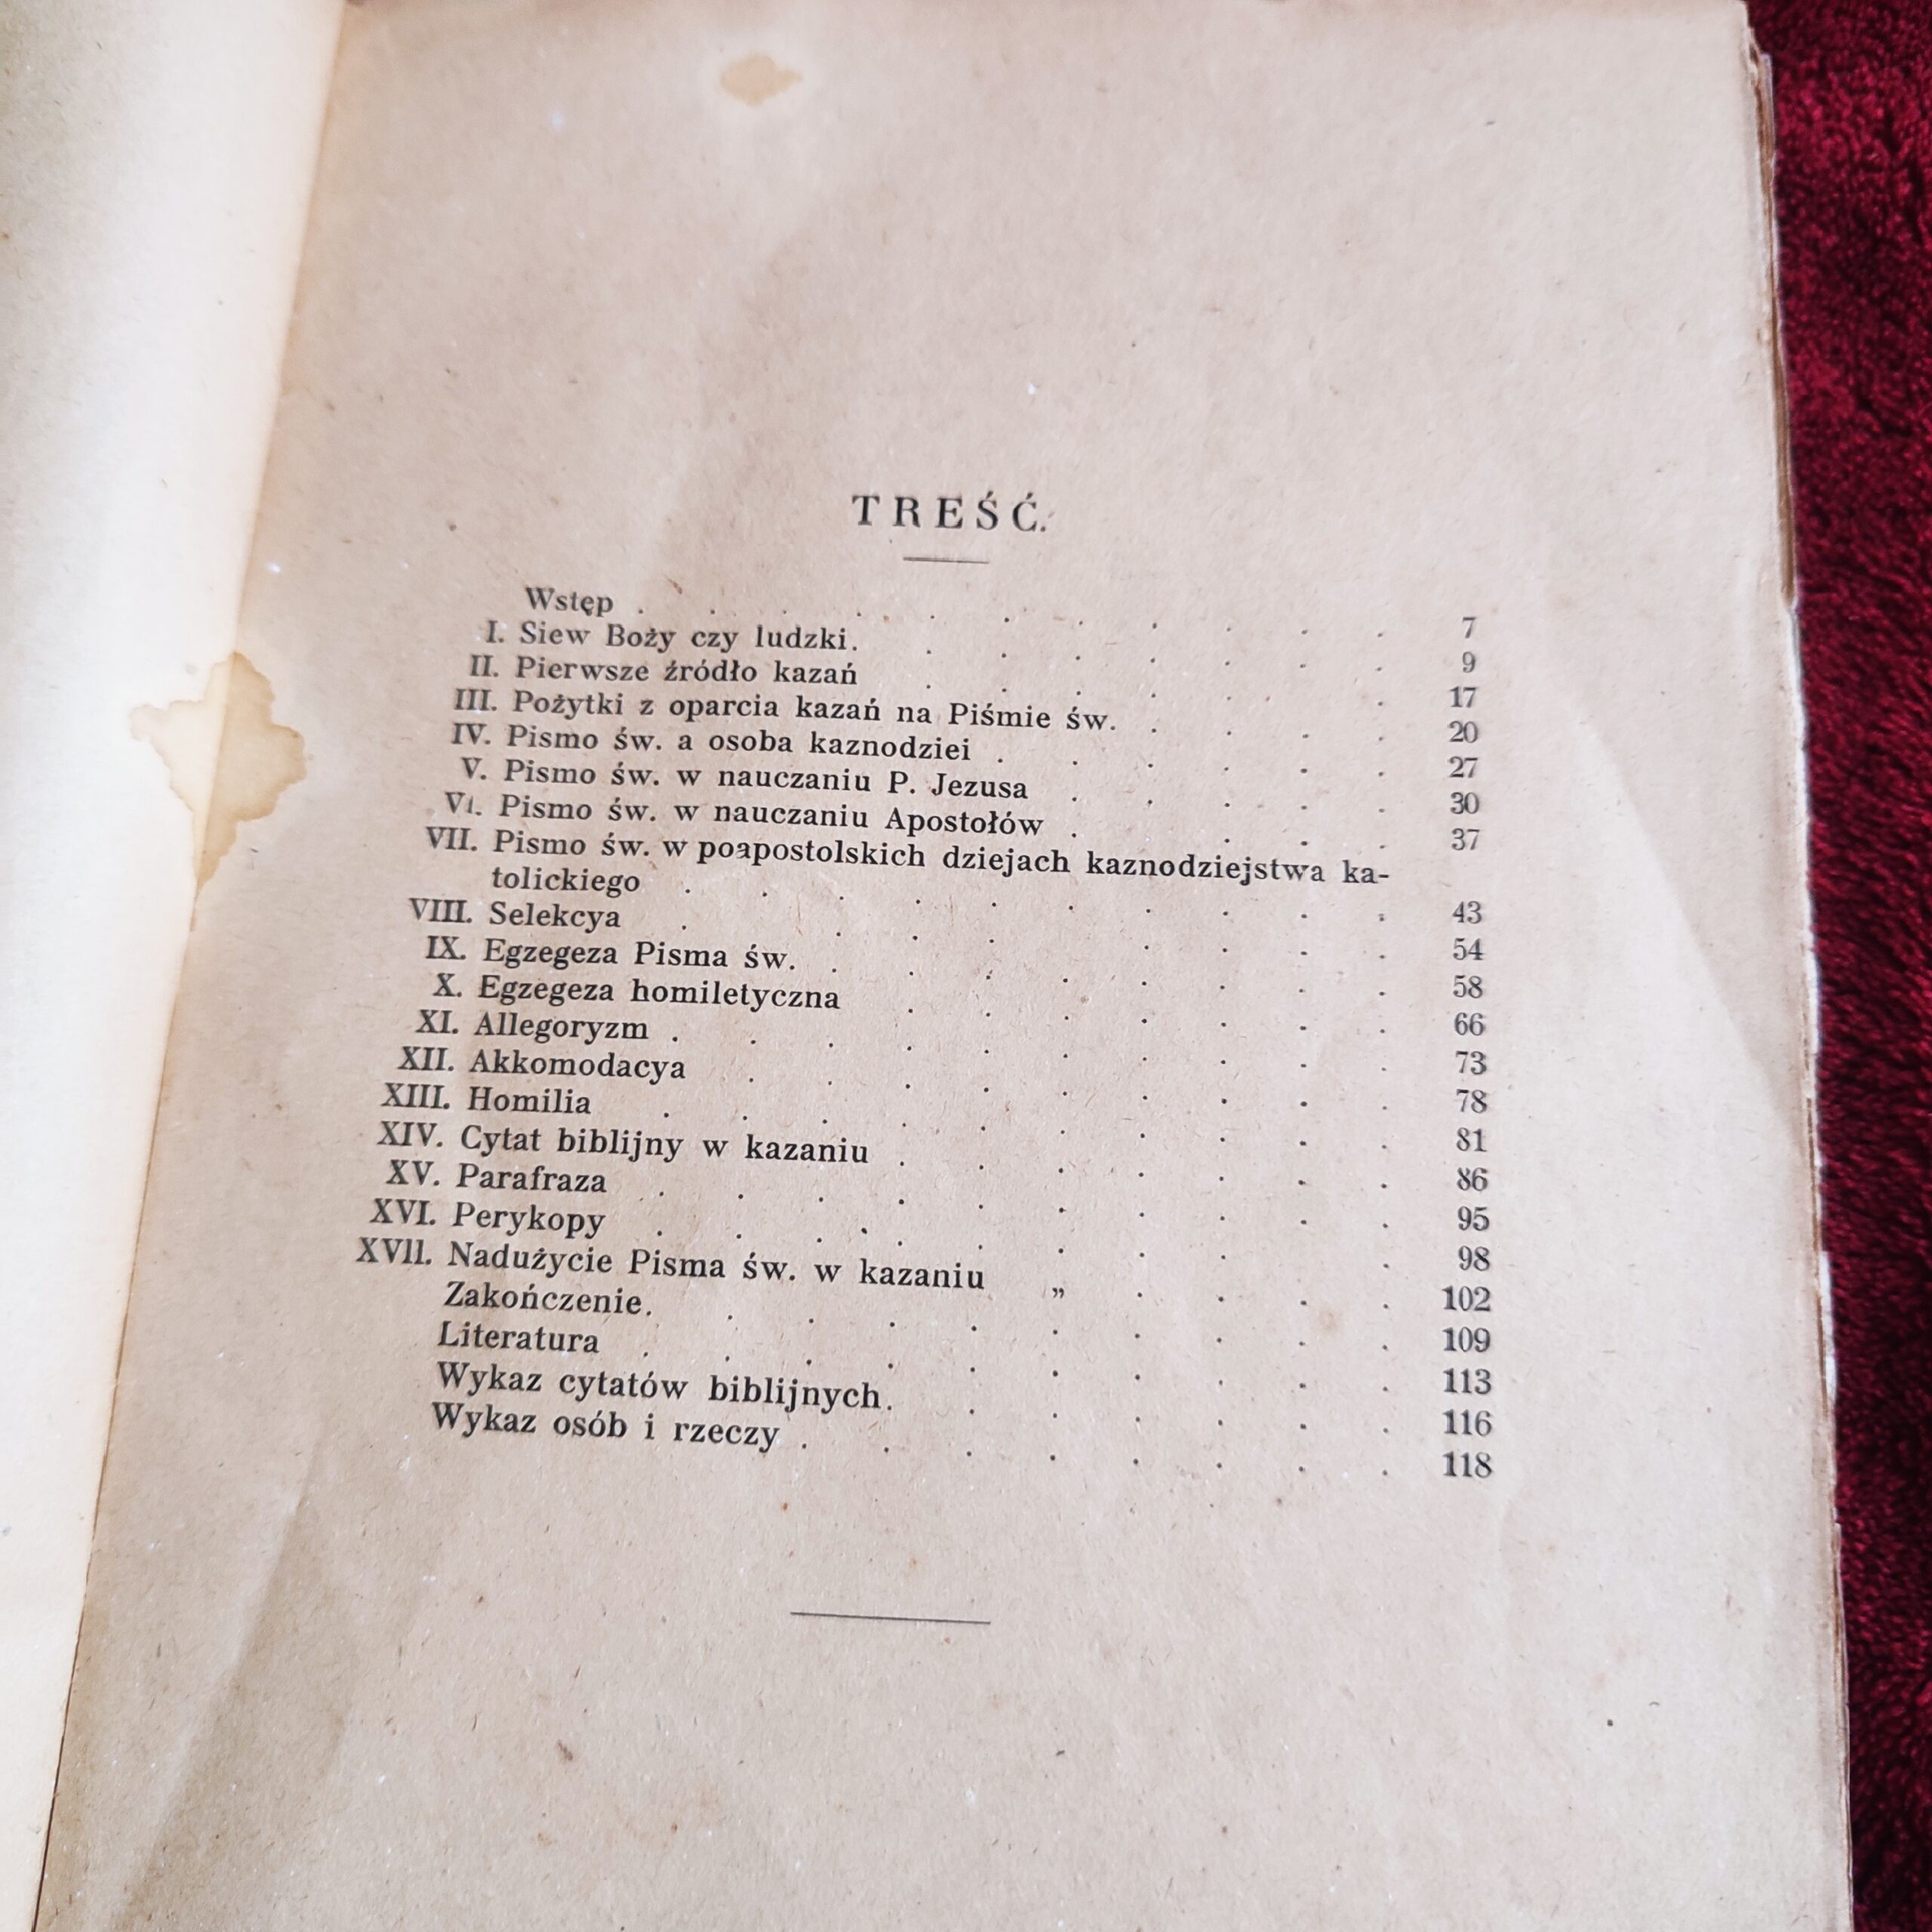 TREŚĆ.
Wstęp . . . . . . . . . . . 7
I. Siew Boży czy ludzki. . . . . . . . 9
II. Pierwsze źródło kazań . . . . . . . 17
III. Pożytki z oparcia kazań na Piśmie św. . . . . 20
IV. Pismo św. a osoba kaznodziei . . . . . . 27
V. Pismo św. w nauczaniu P. Jezusa . . . . . 30
VI. Pismo św. w nauczaniu Apostołów . . . . 37
VII. Pismo św. w poapostolskich dziejach kaznodziejstwa ka-
tolickiego . . . . . . . . . . 43
VIII. Selekcya . . . . . . . . . . 54
IX. Egzegeza Pisma św. . . . . . . . . 58
X. Egzegeza homiletyczna . . . . . . . 66
XI. Allegoryzm . . . . . . . . . . 73
XII. Akkomodacya . . . . . . . . . 78
XIII. Homilia . . . . . . . . . . 81
XIV. Cytat biblijny w kazaniu . . . . . . . 86
XV. Parafraza . . . . . . . . . . 95
XVI. Perykopy . . . . . . . . . . 98
XVII. Nadużycie Pisma św. w kazaniu „ . . . . 102
Zakończenie. . . . . . . . . . 109
Literatura . . . . . . . . . . 113
Wykaz cytatów biblijnych. . . . . . . 116
Wykaz osób i rzeczy . . . . . . . . 118